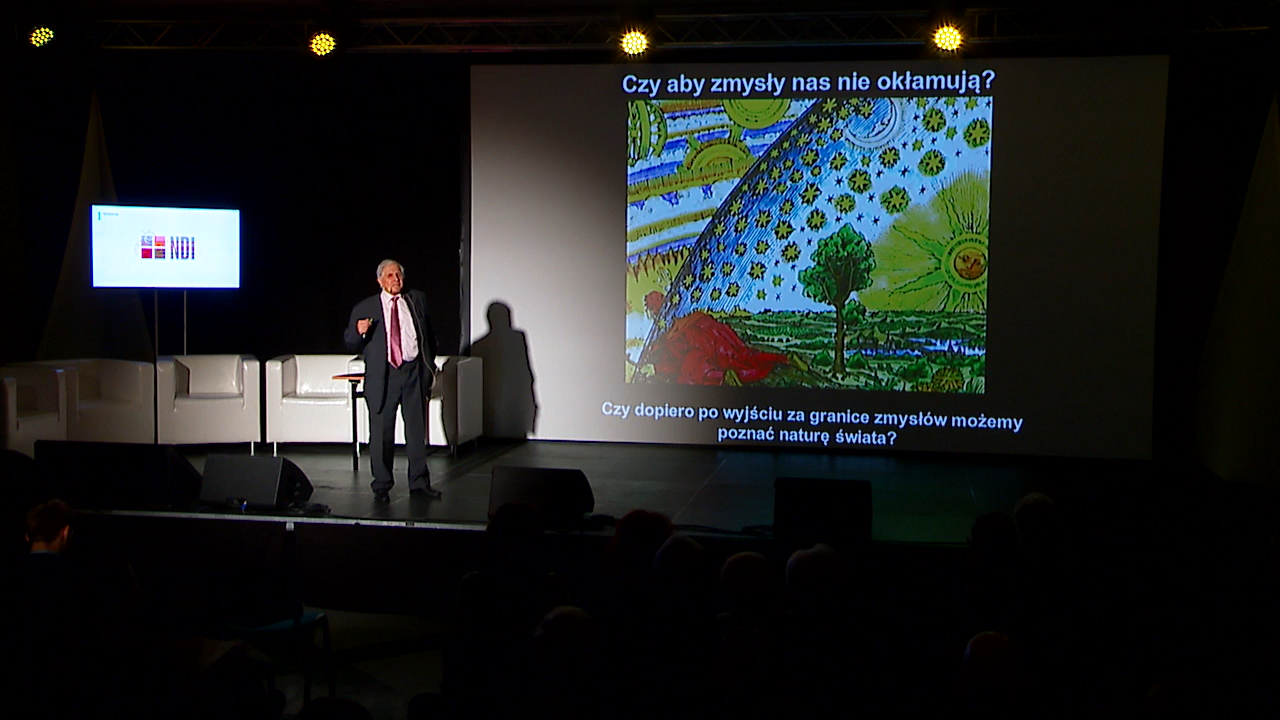 Czy aby zmysły nas nie okłamują?
NDI
Czy dopiero po wyjściu za granice zmysłów możemy
poznać naturę świata?